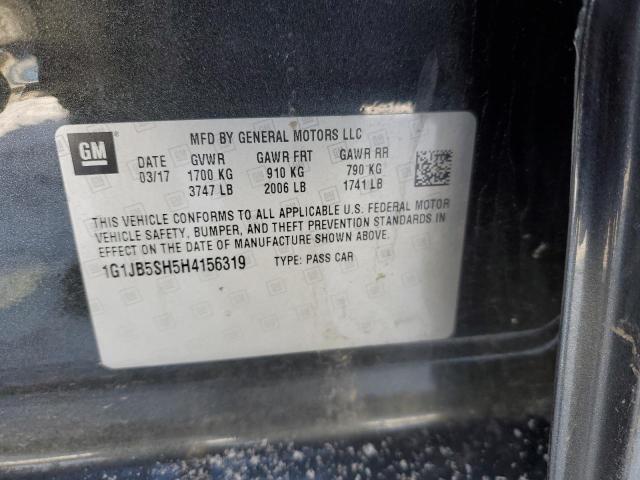 GM
MFD BY GENERAL MOTORS LLC
DATE GVWR GAWR FRT GAWR RR
03/17 1700 KG 910 KG 790 KG
3747 LB 2006 LB 1741 LB
THIS VEHICLE CONFORMS TO ALL APPLICABLE U.S. FEDERAL MOTOR
VEHICLE SAFETY, BUMPER, AND THEFT PREVENTION STANDARDS IN
EFFECT ON THE DATE OF MANUFACTURE SHOWN ABOVE.
1G1JB5SH5H4156319 TYPE: PASS CAR